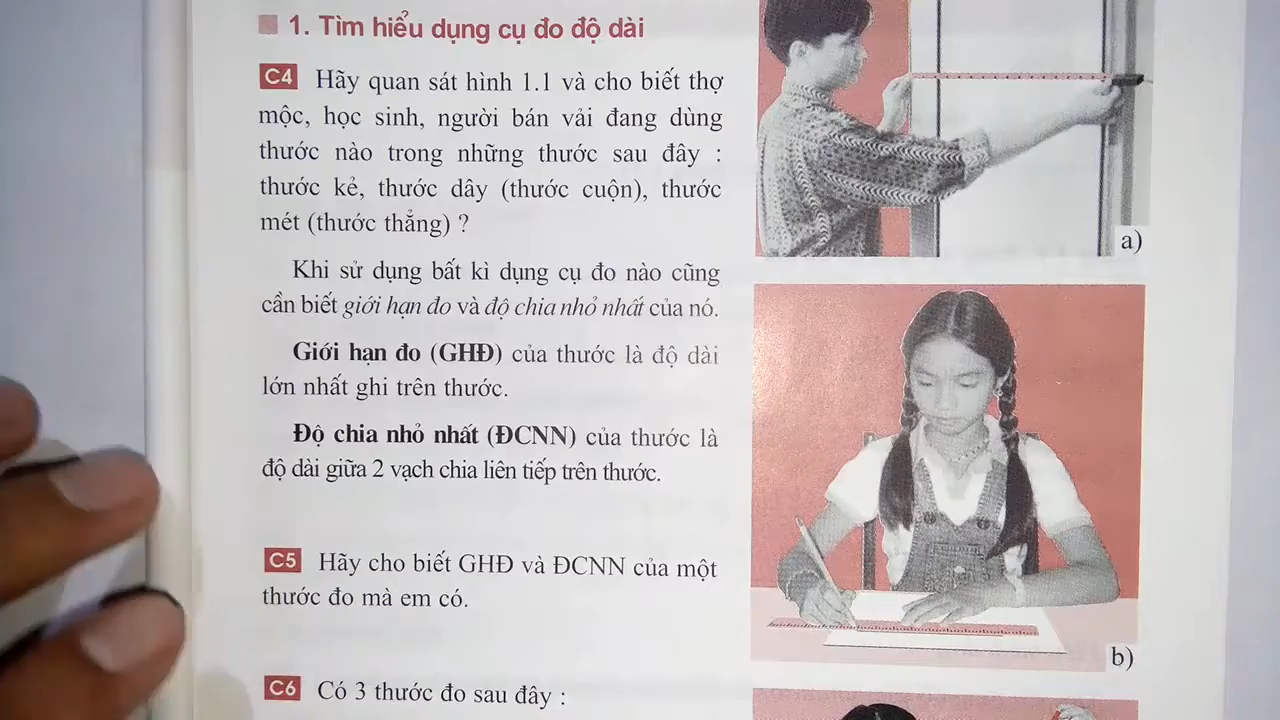 1. Tìm hiểu dụng cụ đo độ dài
C4 Hãy quan sát hình 1.1 và cho biết thợ
mộc, học sinh, người bán vải đang dùng
thước nào trong những thước sau đây :
thước kẻ, thước dây (thước cuộn), thước
mét (thước thẳng) ?
Khi sử dụng bất kì dụng cụ đo nào cũng
cần biết giới hạn đo và độ chia nhỏ nhất của nó.
Giới hạn đo (GHĐ) của thước là độ dài
lớn nhất ghi trên thước.
Độ chia nhỏ nhất (ĐCNN) của thước là
độ dài giữa 2 vạch chia liên tiếp trên thước.
C5 Hãy cho biết GHĐ và ĐCNN của một
thước đo mà em có.
C6 Có 3 thước đo sau đây :
a)
b)